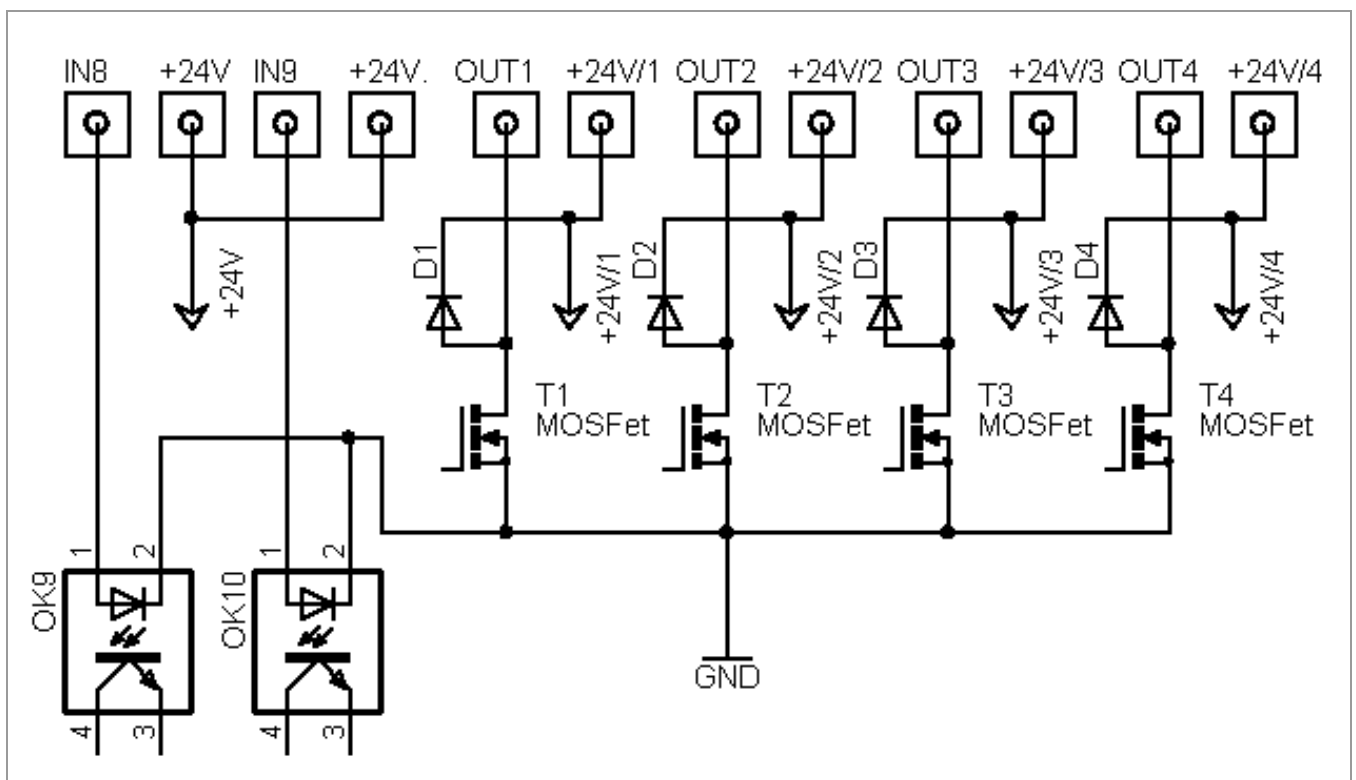 IN8 +24V IN9 +24V. OUT1 +24V/1 OUT2 +24V/2 OUT3 +24V/3 OUT4 +24V/4
+24V D1 +24V/1 D2 +24V/2 D3 +24V/3 D4 +24V/4
T1 T2 T3 T4
MOSFet MOSFet MOSFet MOSFet
1 2 1 2
OK9 OK10
GND
4 3 4 3